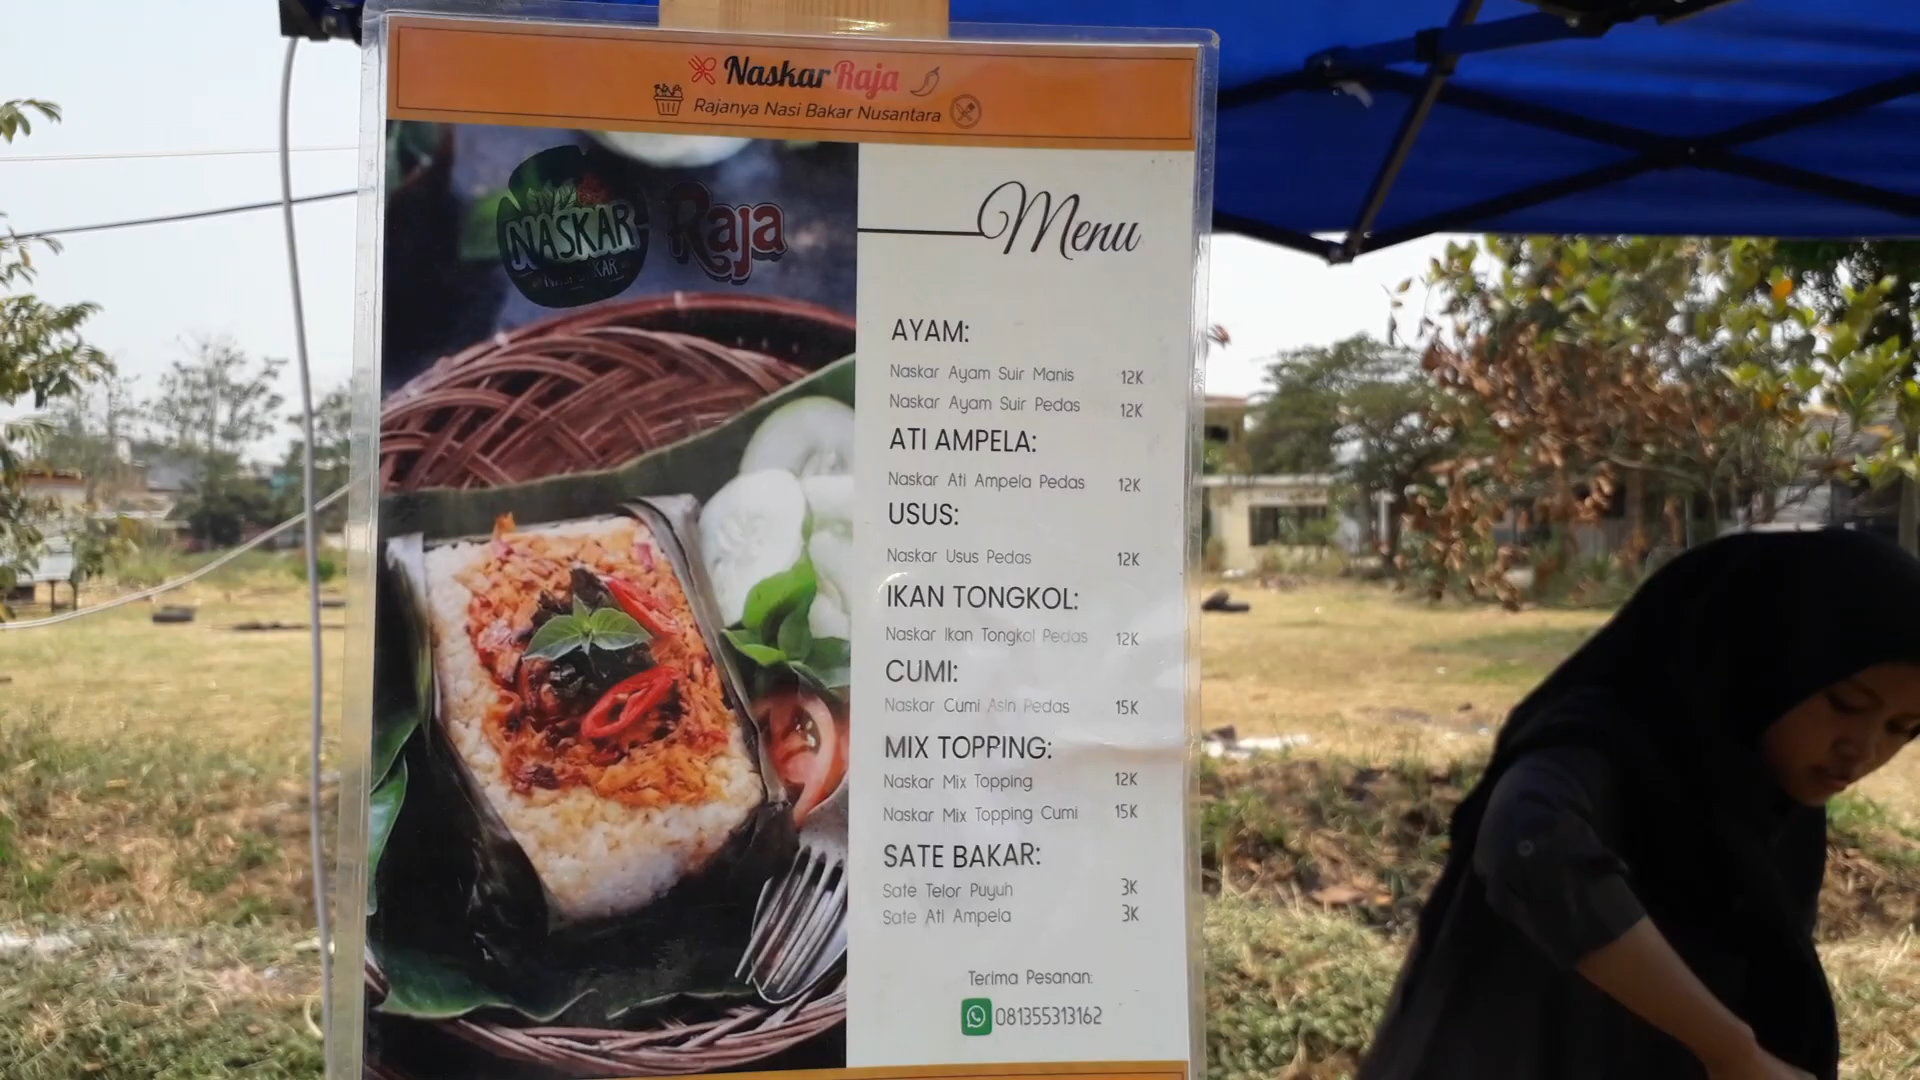 Naskar Raja
Rajanya Nasi Bakar Nusantara
NASKAR Raja
Menu
AYAM:
Naskar Ayam Suir Manis 12K
Naskar Ayam Suir Pedas 12K
ATI AMPELA:
Naskar Ati Ampela Pedas 12K
USUS:
Naskar Usus Pedas 12K
IKAN TONGKOL:
Naskar Ikan Tongkol Pedas 12K
CUMI:
Naskar Cumi Asin Pedas 15K
MIX TOPPING:
Naskar Mix Topping 12K
Naskar Mix Topping Cumi 15K
SATE BAKAR:
Sate Telor Puyuh 3K
Sate Ati Ampela 3K
Terima Pesanan:
081355313162